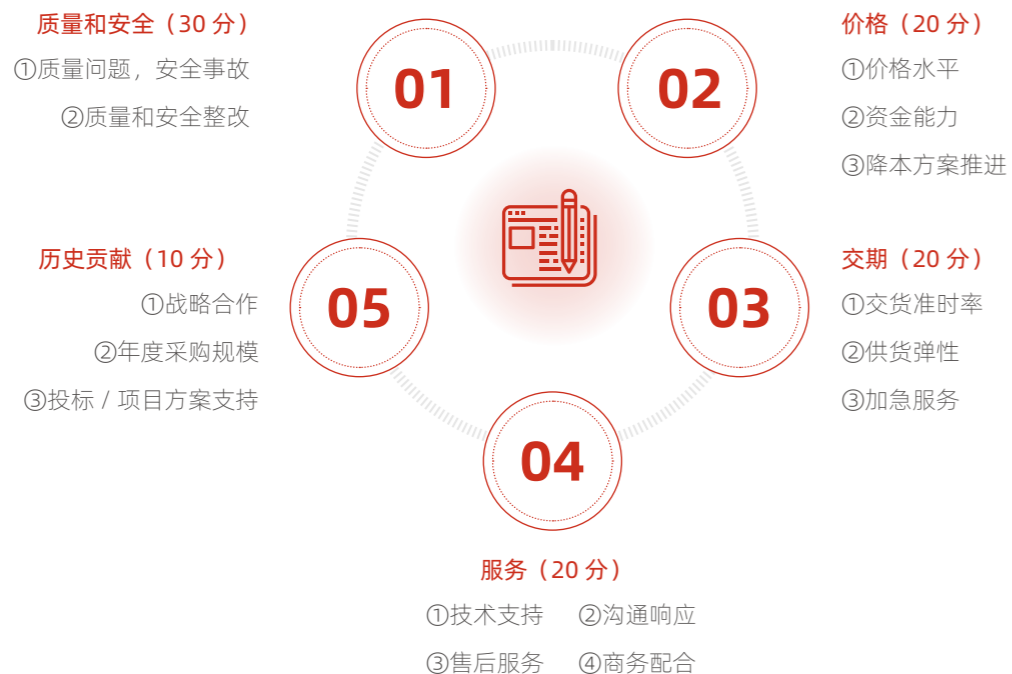 01
质量和安全（30 分）
①质量问题，安全事故
②质量和安全整改
02
价格（20 分）
①价格水平
②资金能力
③降本方案推进
03
交期（20 分）
①交货准时率
②供货弹性
③加急服务
04
服务（20 分）
①技术支持 ②沟通响应
③售后服务 ④商务配合
05
历史贡献（10 分）
①战略合作
②年度采购规模
③投标 / 项目方案支持